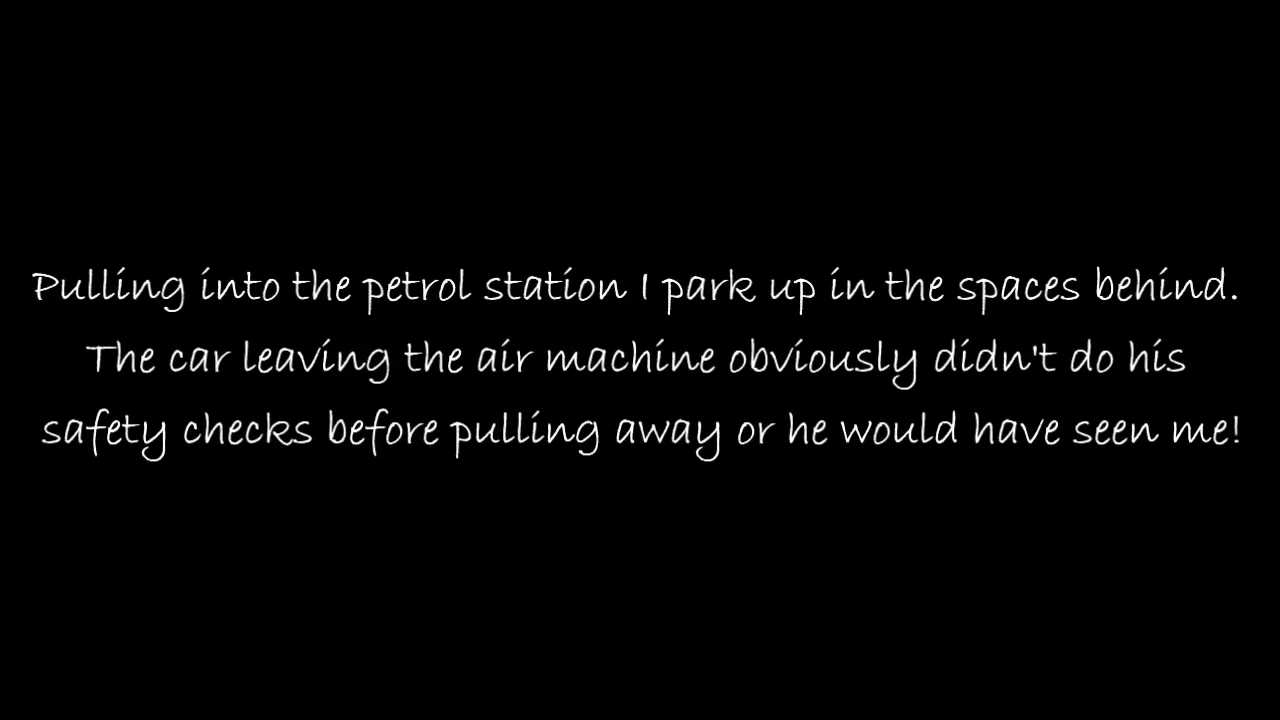 Pulling into the petrol station I park up in the spaces behind.
The car leaving the air machine obviously didn't do his
safety checks before pulling away or he would have seen me!